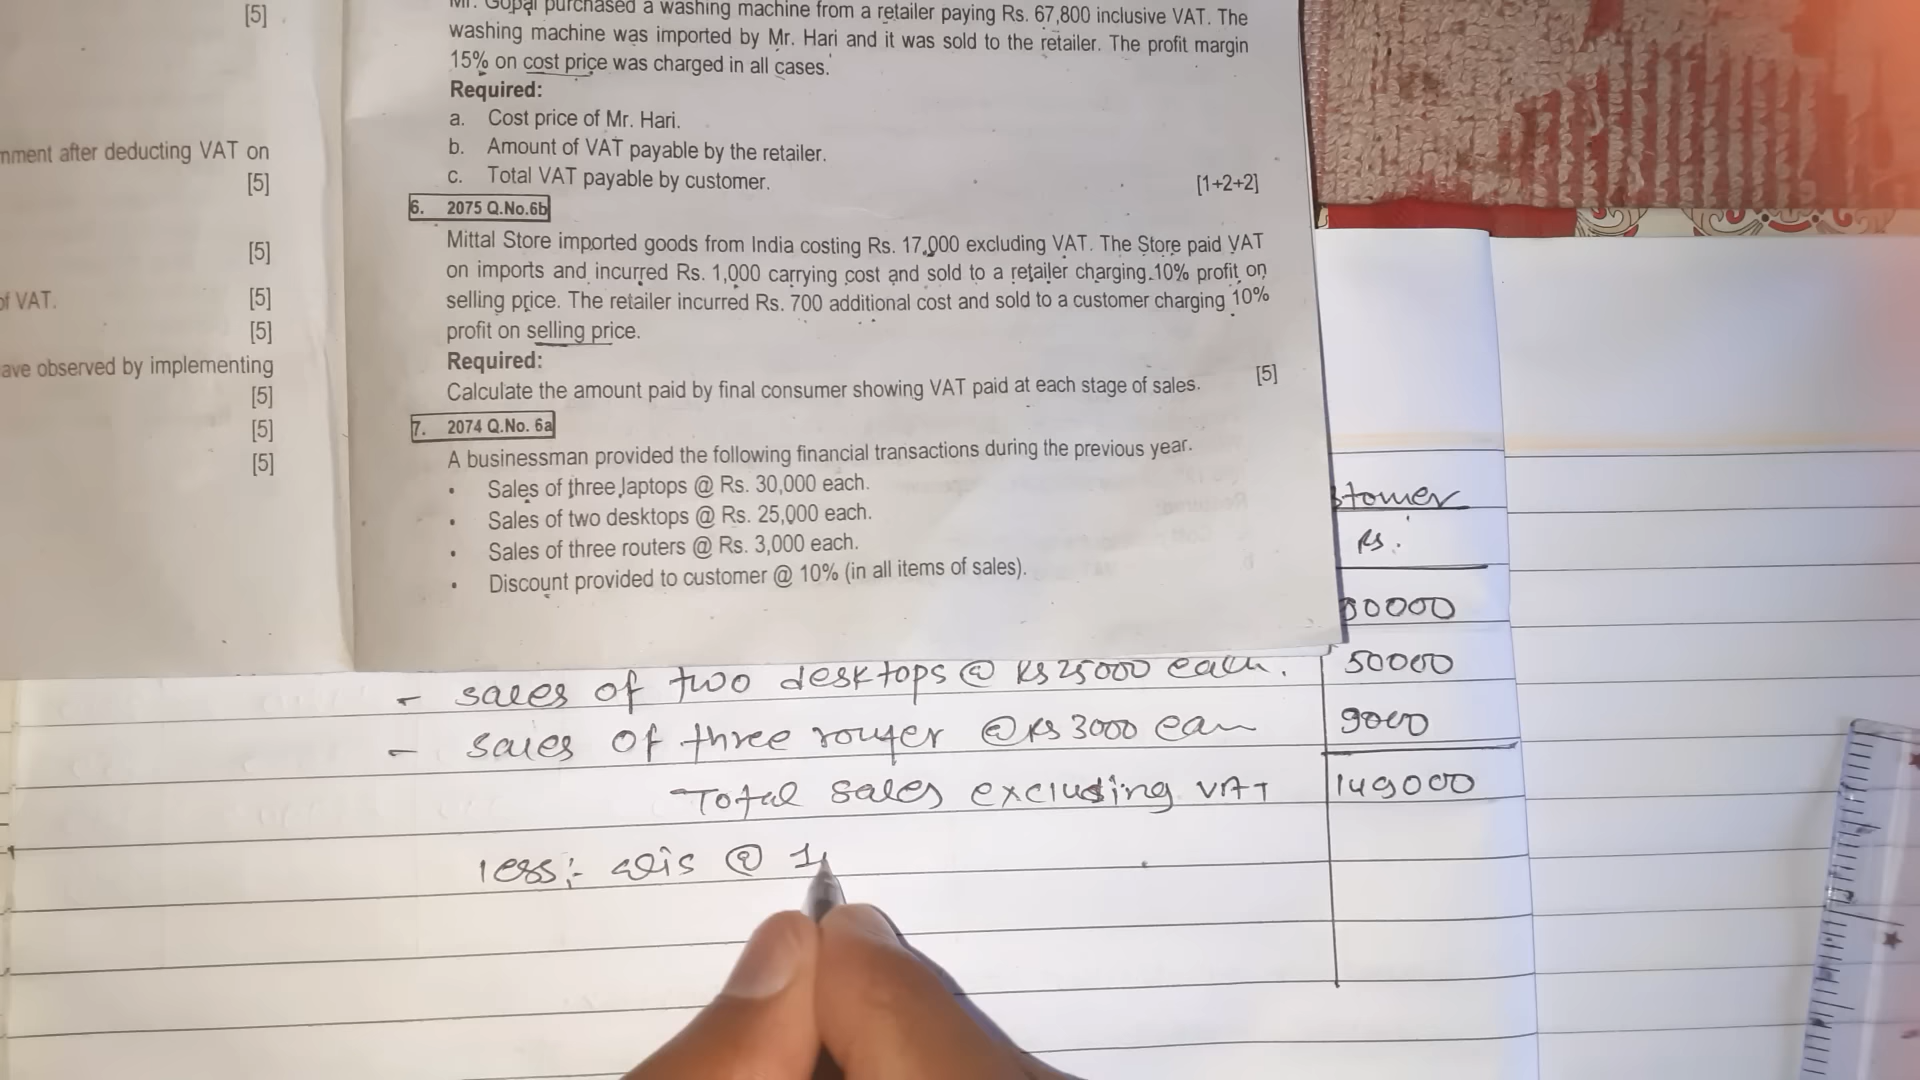 [5]
nment after deducting VAT on
[5]
[5]
of VAT. [5]
[5]
ave observed by implementing
[5]
[5]
[5]
Mr. Gopal purchased a washing machine from a retailer paying Rs. 67,800 inclusive VAT. The
washing machine was imported by Mr. Hari and it was sold to the retailer. The profit margin
15% on cost price was charged in all cases.
Required:
a. Cost price of Mr. Hari.
b. Amount of VAT payable by the retailer.
c. Total VAT payable by customer. [1+2+2]
6. 2075 Q.No.6b
Mittal Store imported goods from India costing Rs. 17,000 excluding VAT. The Store paid VAT
on imports and incurred Rs. 1,000 carrying cost and sold to a retailer charging 10% profit on
selling price. The retailer incurred Rs. 700 additional cost and sold to a customer charging 10%
profit on selling price.
Required:
Calculate the amount paid by final consumer showing VAT paid at each stage of sales. [5]
7. 2074 Q.No. 6a
A businessman provided the following financial transactions during the previous year.
• Sales of three laptops @ Rs. 30,000 each.
• Sales of two desktops @ Rs. 25,000 each.
• Sales of three routers @ Rs. 3,000 each.
• Discount provided to customer @ 10% (in all items of sales).
stomer
Rs.
00000
- sales of two desktops @ Rs 25000 each. 50000
- sales of three router @ Rs 3000 each 9000
Total sales excluding VAT 149000
less:- dis @ 1